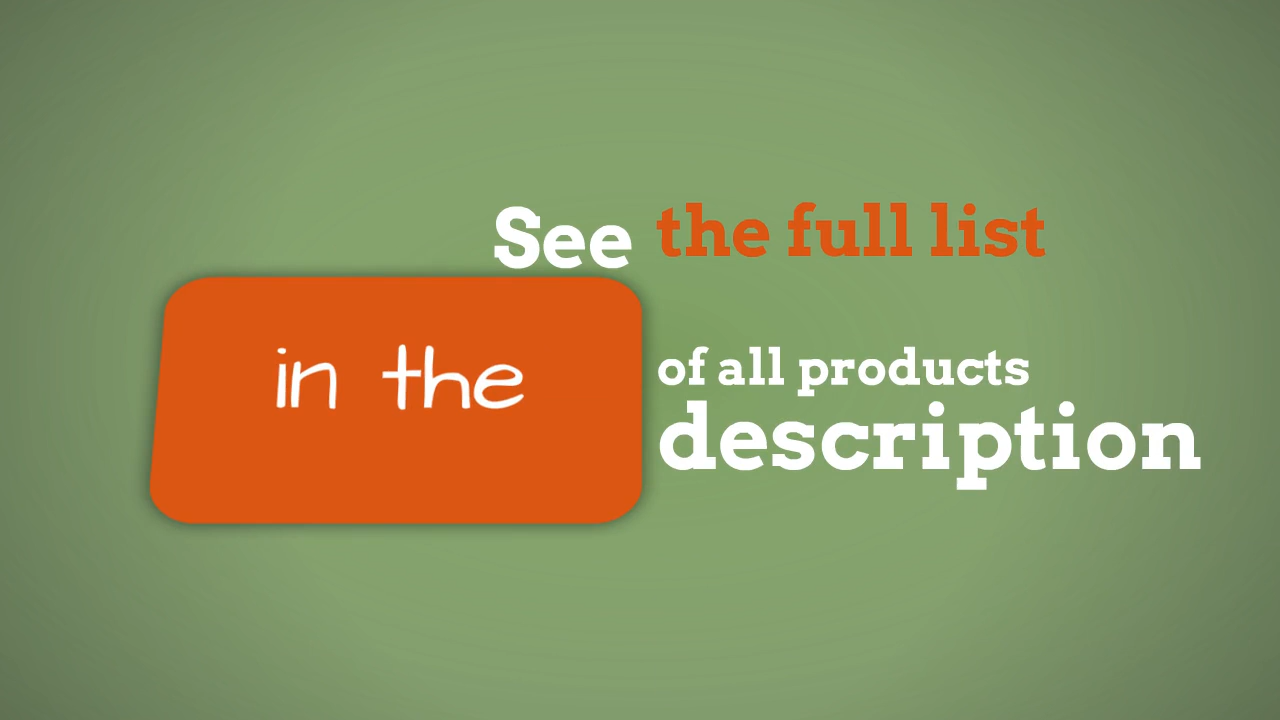 See the full list
of all products
in the
description